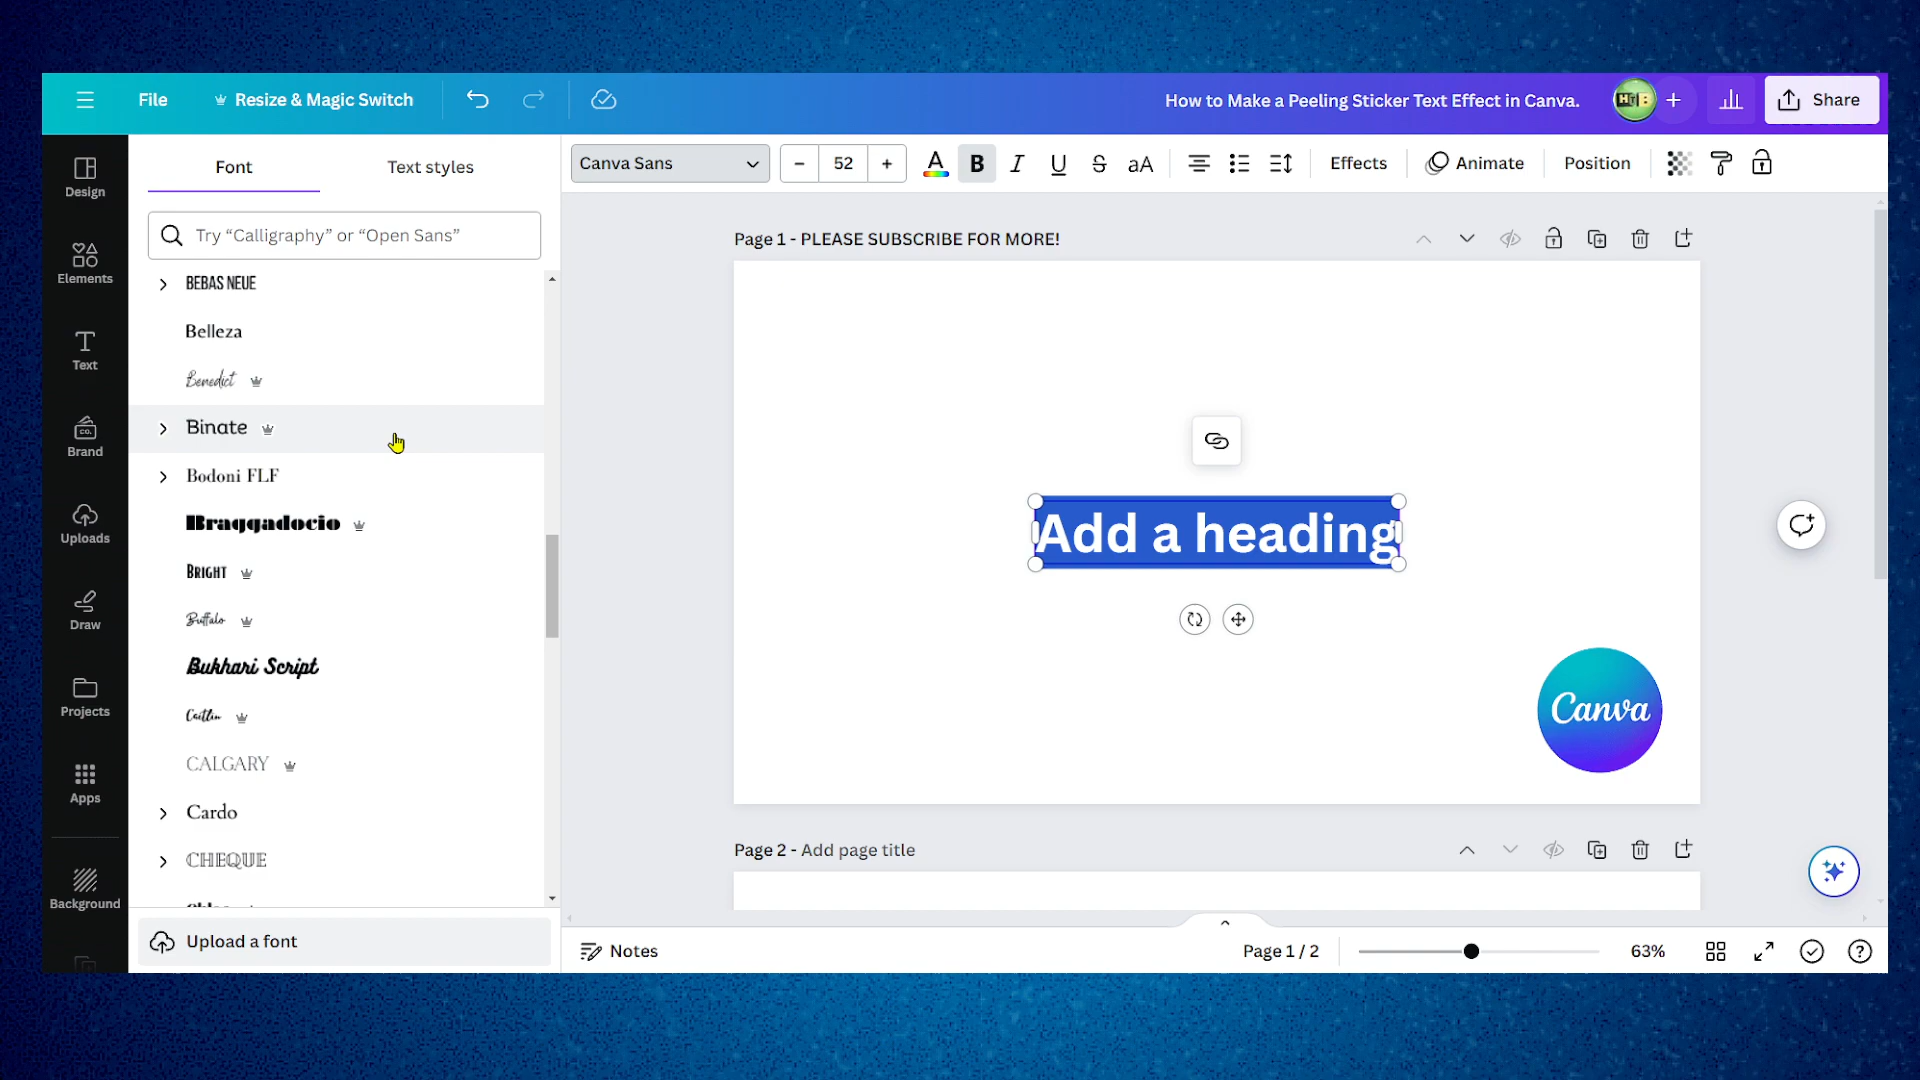 File
Resize & Magic Switch
How to Make a Peeling Sticker Text Effect in Canva.
HTB:
Share
Design
Elements
Text
Brand
CO.
Uploads
Draw
Projects
Apps
Background
Font
Text styles
Try “Calligraphy” or “Open Sans”
BEBAS NEUE
Belleza
Benedict
Binate
Bodoni FLF
Braggadocio
BRIGHT
Buffalo
Bukhari Script
Caitlin
CALGARY
Cardo
CHEQUE
Upload a font
Canva Sans
- 52 +
A B I U S aA
Effects
Animate
Position
Page 1 - PLEASE SUBSCRIBE FOR MORE!
Add a heading
Canva
Page 2 - Add page title
Notes
Page 1 / 2
63%